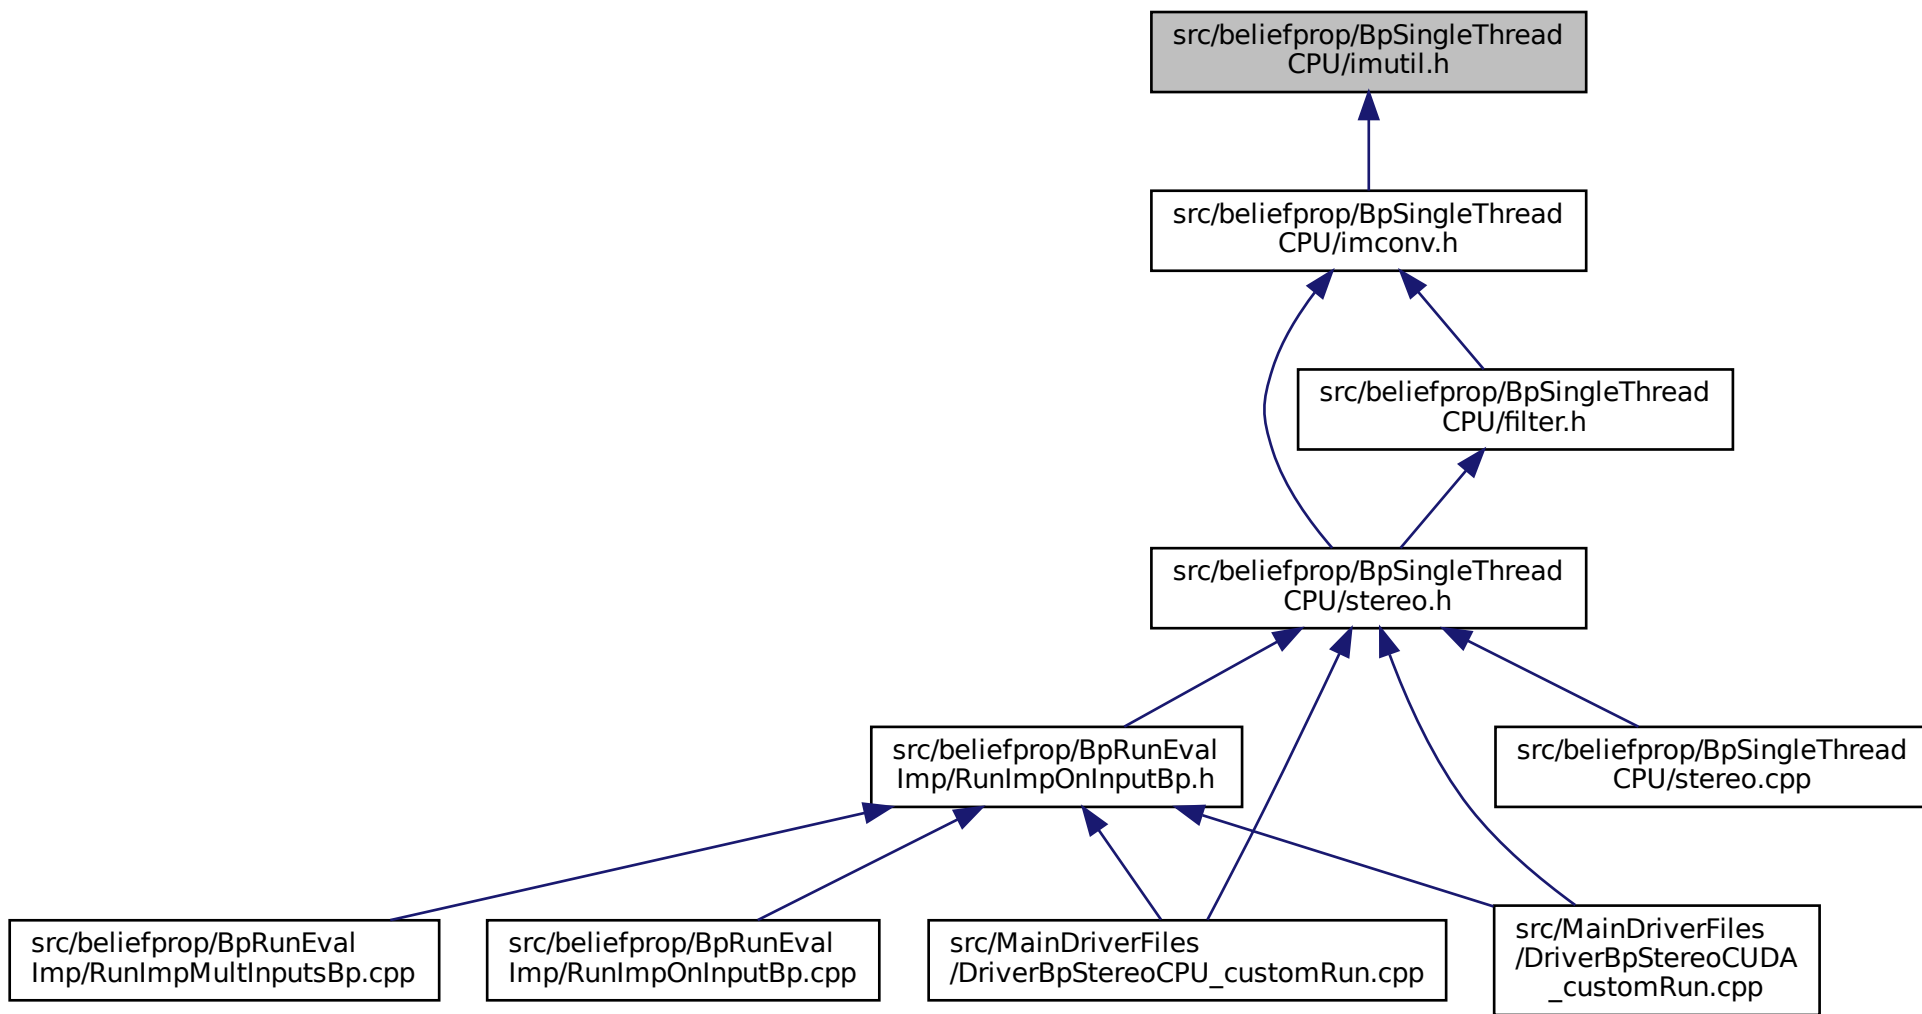 src/beliefprop/BpSingleThread
CPU/imutil.h
src/beliefprop/BpSingleThread
CPU/imconv.h
src/beliefprop/BpSingleThread
CPU/filter.h
src/beliefprop/BpSingleThread
CPU/stereo.h
src/beliefprop/BpRunEval
Imp/RunImpOnInputBp.h
src/beliefprop/BpSingleThread
CPU/stereo.cpp
src/beliefprop/BpRunEval
Imp/RunImpMultInputsBp.cpp
src/beliefprop/BpRunEval
Imp/RunImpOnInputBp.cpp
src/MainDriverFiles
/DriverBpStereoCPU_customRun.cpp
src/MainDriverFiles
/DriverBpStereoCUDA
_customRun.cpp